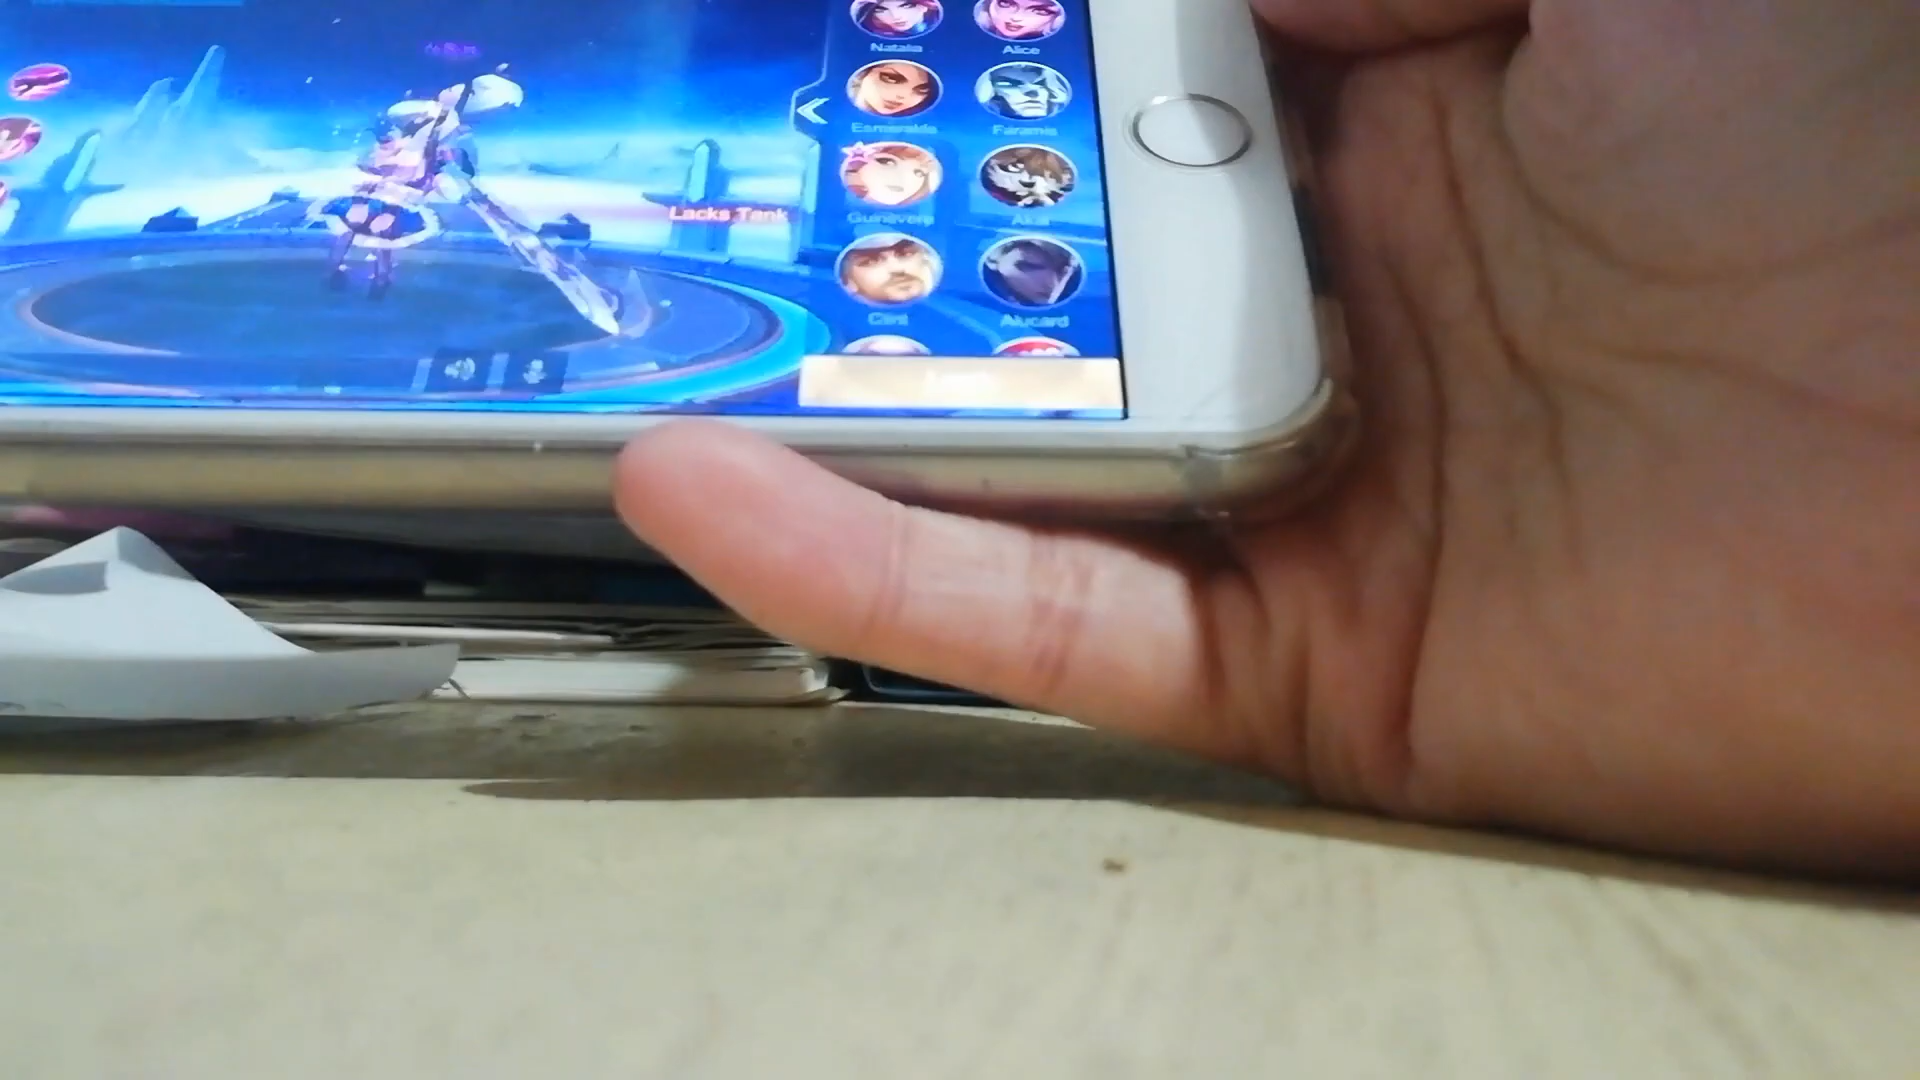 Natalia
Alice
Esmeralda
Faramis
Lacks Tank
Guinevere
Akai
Clint
Alucard